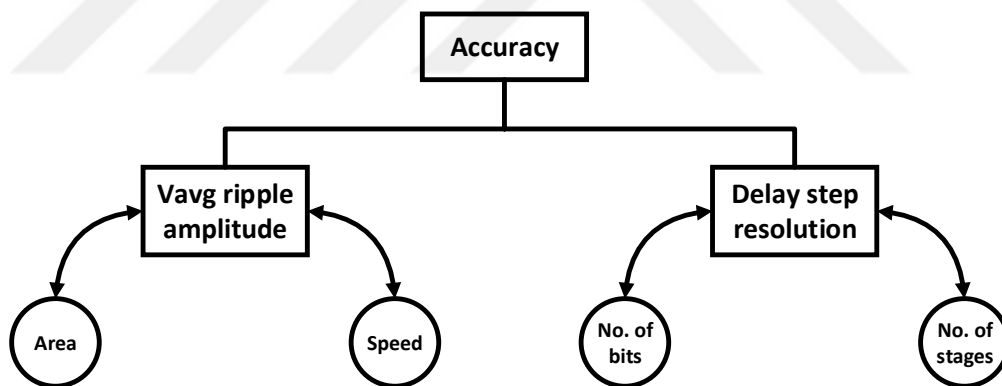 Accuracy
Vavg ripple
amplitude
Delay step
resolution
Area
Speed
No. of
bits
No. of
stages